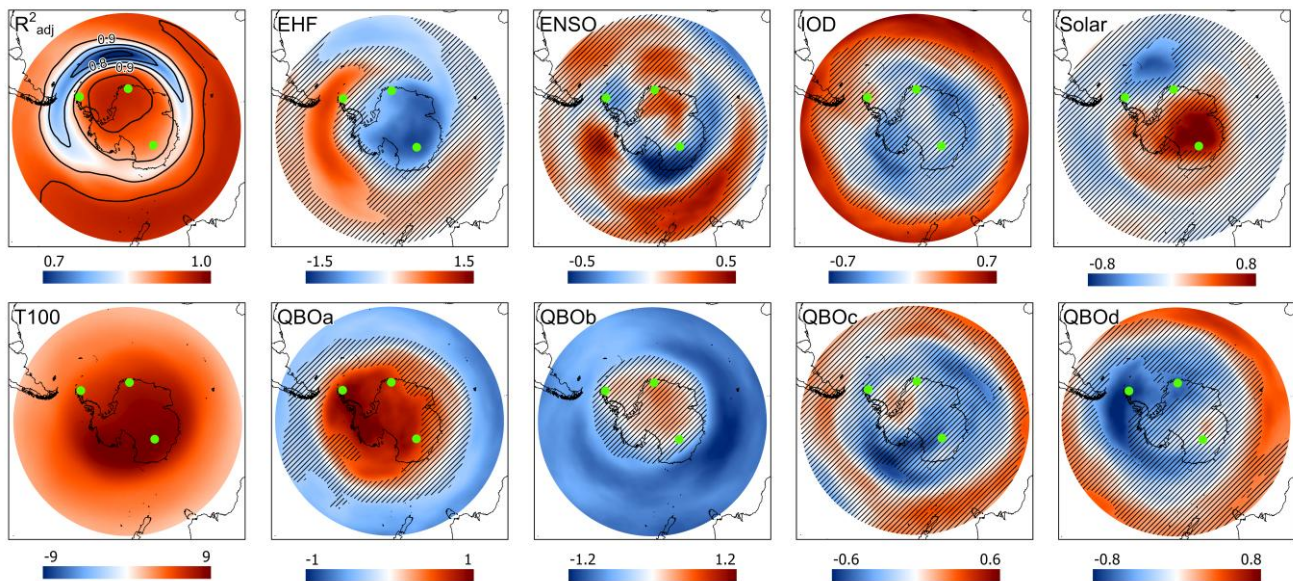 R²adj EHF ENSO IOD Solar
0.9
0.8 0.9
0.7 1.0 -1.5 1.5 -0.5 0.5 -0.7 0.7 -0.8 0.8
T100 QBOa QBOb QBOc QBOd
-9 9 -1 1 -1.2 1.2 -0.6 0.6 -0.8 0.8